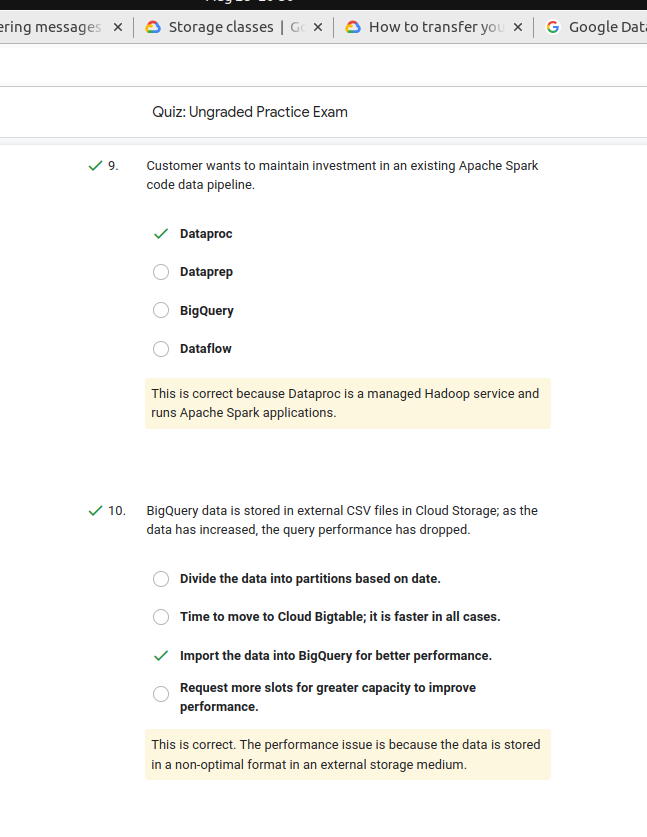 ering messages
Storage classes | Go
How to transfer you
Google Data
Quiz: Ungraded Practice Exam
9. Customer wants to maintain investment in an existing Apache Spark
code data pipeline.
Dataproc
Dataprep
BigQuery
Dataflow
This is correct because Dataproc is a managed Hadoop service and
runs Apache Spark applications.
10. BigQuery data is stored in external CSV files in Cloud Storage; as the
data has increased, the query performance has dropped.
Divide the data into partitions based on date.
Time to move to Cloud Bigtable; it is faster in all cases.
Import the data into BigQuery for better performance.
Request more slots for greater capacity to improve
performance.
This is correct. The performance issue is because the data is stored
in a non-optimal format in an external storage medium.